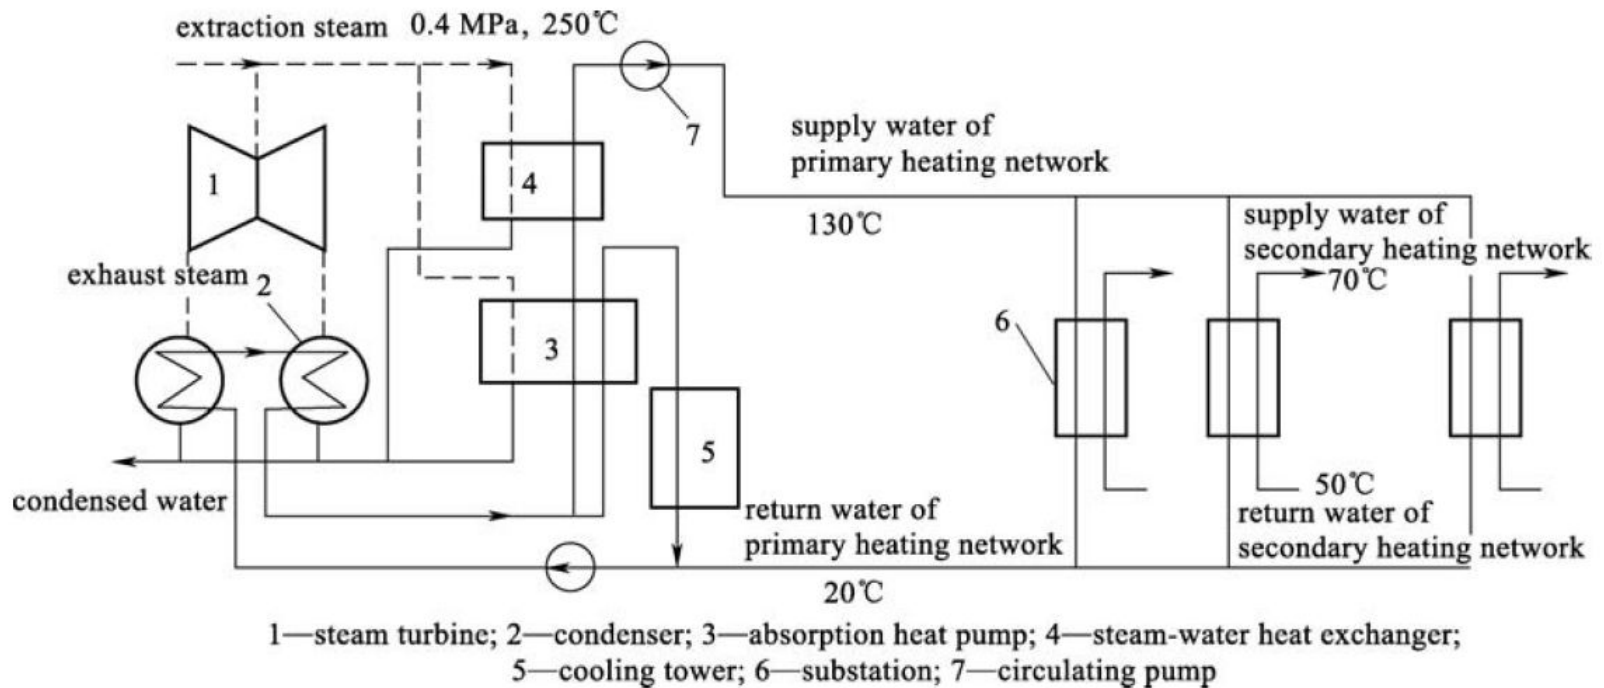 extraction steam 0.4 MPa, 250℃
7
supply water of
primary heating network
130℃
1
4
supply water of
secondary heating network
70℃
exhaust steam 2
3
6
5
condensed water
50℃
return water of
primary heating network
return water of
secondary heating network
20℃
1—steam turbine; 2—condenser; 3—absorption heat pump; 4—steam-water heat exchanger;
5—cooling tower; 6—substation; 7—circulating pump